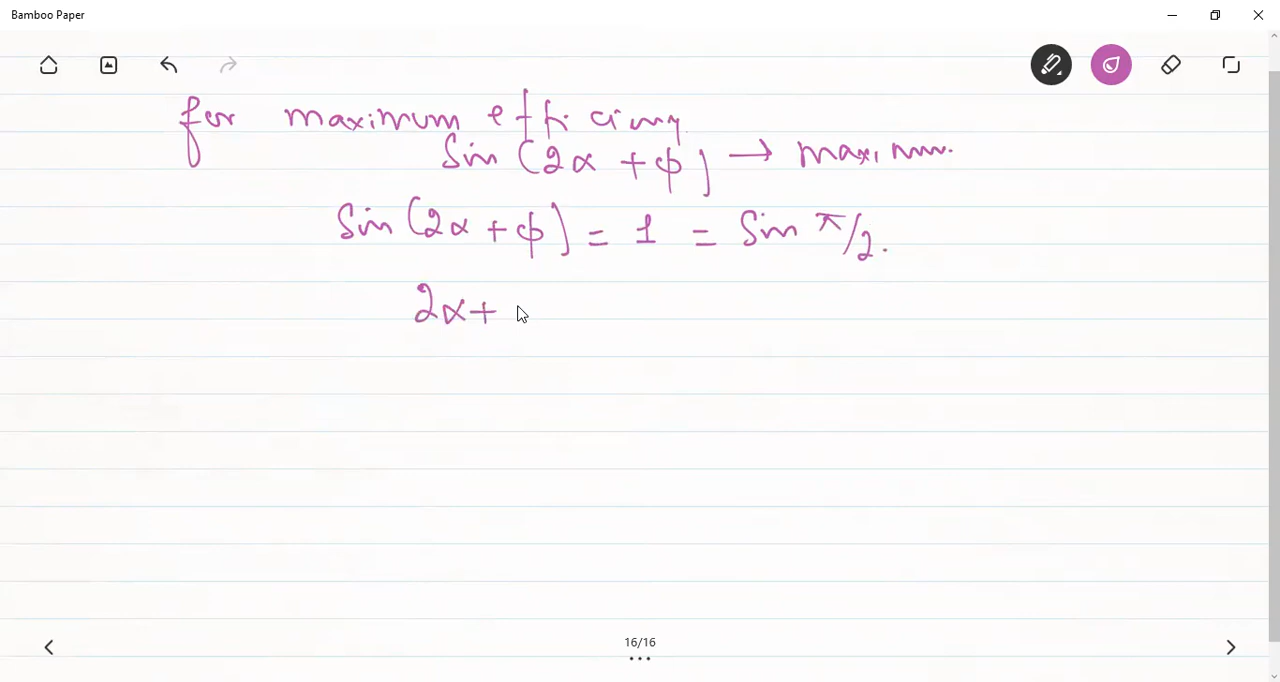 Bamboo Paper
for maximum efficiency
Sin (2α + φ) → maximum.
Sin (2α + φ) = 1 = Sin π/2.
2α +
16/16